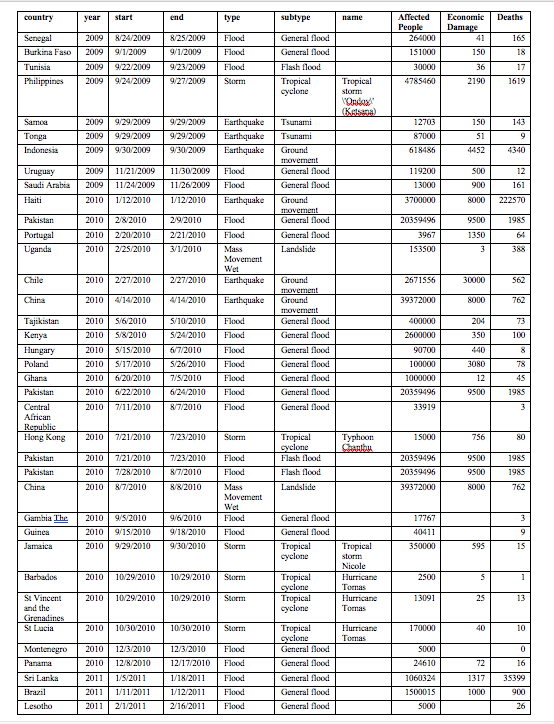 country year start end type subtype name Affected People Economic Damage Deaths
Senegal 2009 8/24/2009 8/25/2009 Flood General flood 264000 41 165
Burkina Faso 2009 9/1/2009 9/1/2009 Flood General flood 151000 150 18
Tunisia 2009 9/22/2009 9/23/2009 Flood Flash flood 30000 36 17
Philippines 2009 9/24/2009 9/27/2009 Storm Tropical cyclone Tropical storm \'Ondoy\' (Ketsana) 4785460 2190 1619
Samoa 2009 9/29/2009 9/29/2009 Earthquake Tsunami 12703 150 143
Tonga 2009 9/29/2009 9/29/2009 Earthquake Tsunami 87000 51 9
Indonesia 2009 9/30/2009 9/30/2009 Earthquake Ground movement 618486 4452 4340
Uruguay 2009 11/21/2009 11/30/2009 Flood General flood 119200 500 12
Saudi Arabia 2009 11/24/2009 11/26/2009 Flood General flood 13000 900 161
Haiti 2010 1/12/2010 1/12/2010 Earthquake Ground movement 3700000 8000 222570
Pakistan 2010 2/8/2010 2/9/2010 Flood General flood 20359496 9500 1985
Portugal 2010 2/20/2010 2/21/2010 Flood General flood 3967 1350 64
Uganda 2010 2/25/2010 3/1/2010 Mass Movement Wet Landslide 153500 3 388
Chile 2010 2/27/2010 2/27/2010 Earthquake Ground movement 2671556 30000 562
China 2010 4/14/2010 4/14/2010 Earthquake Ground movement 39372000 8000 762
Tajikistan 2010 5/6/2010 5/10/2010 Flood General flood 400000 204 73
Kenya 2010 5/8/2010 5/24/2010 Flood General flood 2600000 350 100
Hungary 2010 5/15/2010 6/7/2010 Flood General flood 90700 440 8
Poland 2010 5/17/2010 5/26/2010 Flood General flood 100000 3080 78
Ghana 2010 6/20/2010 7/5/2010 Flood General flood 1000000 12 45
Pakistan 2010 6/22/2010 6/24/2010 Flood General flood 20359496 9500 1985
Central African Republic 2010 7/11/2010 8/7/2010 Flood General flood 33919 3
Hong Kong 2010 7/21/2010 7/23/2010 Storm Tropical cyclone Typhoon Chanthu 15000 756 80
Pakistan 2010 7/21/2010 7/23/2010 Flood Flash flood 20359496 9500 1985
Pakistan 2010 7/28/2010 8/7/2010 Flood Flash flood 20359496 9500 1985
China 2010 8/7/2010 8/8/2010 Mass Movement Wet Landslide 39372000 8000 762
Gambia The 2010 9/5/2010 9/6/2010 Flood General flood 17767 3
Guinea 2010 9/15/2010 9/18/2010 Flood General flood 40411 9
Jamaica 2010 9/29/2010 9/30/2010 Storm Tropical cyclone Tropical storm Nicole 350000 595 15
Barbados 2010 10/29/2010 10/29/2010 Storm Tropical cyclone Hurricane Tomas 2500 5 1
St Vincent and the Grenadines 2010 10/29/2010 10/29/2010 Storm Tropical cyclone Hurricane Tomas 13091 25 13
St Lucia 2010 10/30/2010 10/30/2010 Storm Tropical cyclone Hurricane Tomas 170000 40 10
Montenegro 2010 12/3/2010 12/3/2010 Flood General flood 5000 0
Panama 2010 12/8/2010 12/17/2010 Flood General flood 24610 72 16
Sri Lanka 2011 1/5/2011 1/18/2011 Flood General flood 1060324 1317 35399
Brazil 2011 1/11/2011 1/12/2011 Flood General flood 1500015 1000 900
Lesotho 2011 2/1/2011 2/16/2011 Flood General flood 5000 26